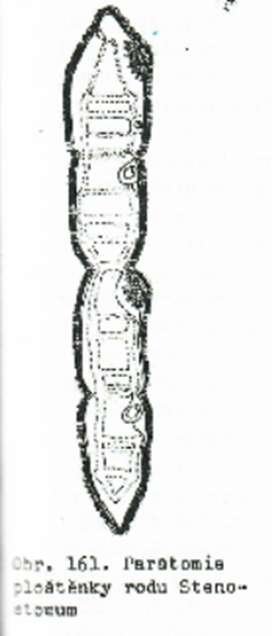 Obr. 161. Paratomie
ploštěnky rodu Steno-
stomum